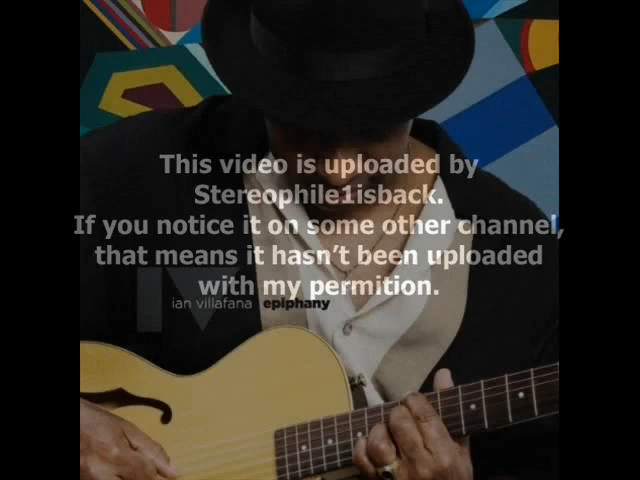 This video is uploaded by
Stereophile1isback.
If you notice it on some other channel,
that means it hasn't been uploaded
with my permition.
ian villafana epiphany